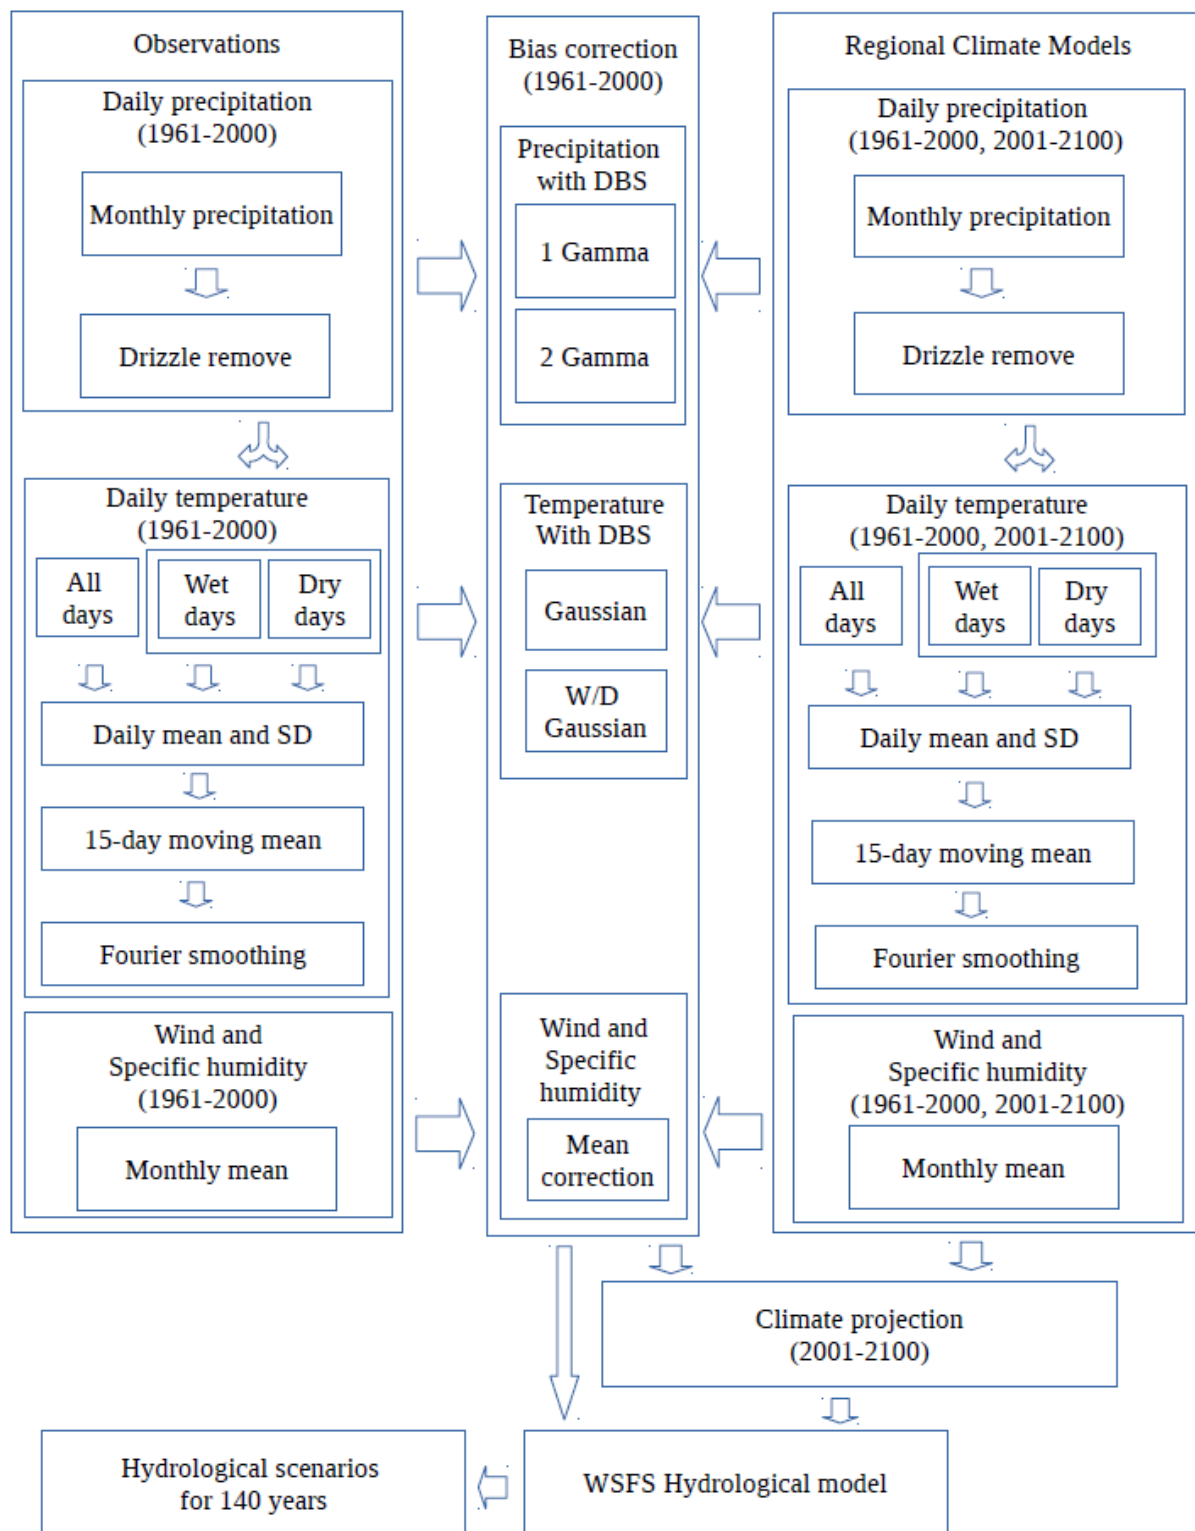 Observations
Daily precipitation
(1961-2000)
Monthly precipitation
Drizzle remove
Daily temperature
(1961-2000)
All
days
Wet
days
Dry
days
Daily mean and SD
15-day moving mean
Fourier smoothing
Wind and
Specific humidity
(1961-2000)
Monthly mean
Bias correction
(1961-2000)
Precipitation
with DBS
1 Gamma
2 Gamma
Temperature
With DBS
Gaussian
W/D
Gaussian
Wind and
Specific
humidity
Mean
correction
Regional Climate Models
Daily precipitation
(1961-2000, 2001-2100)
Monthly precipitation
Drizzle remove
Daily temperature
(1961-2000, 2001-2100)
All
days
Wet
days
Dry
days
Daily mean and SD
15-day moving mean
Fourier smoothing
Wind and
Specific humidity
(1961-2000, 2001-2100)
Monthly mean
Climate projection
(2001-2100)
WSFS Hydrological model
Hydrological scenarios
for 140 years